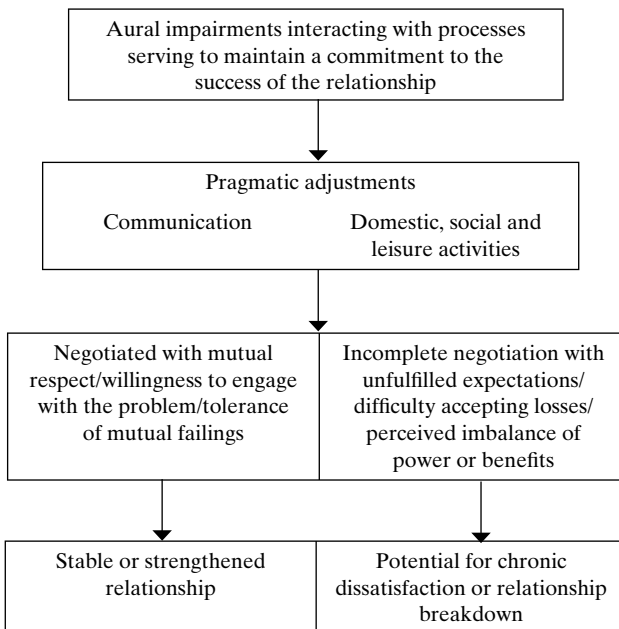 Aural impairments interacting with processes
serving to maintain a commitment to the
success of the relationship
Pragmatic adjustments
Communication
Domestic, social and
leisure activities
Negotiated with mutual
respect/willingness to engage
with the problem/tolerance
of mutual failings
Incomplete negotiation with
unfulfilled expectations/
difficulty accepting losses/
perceived imbalance of
power or benefits
Stable or strengthened
relationship
Potential for chronic
dissatisfaction or relationship
breakdown